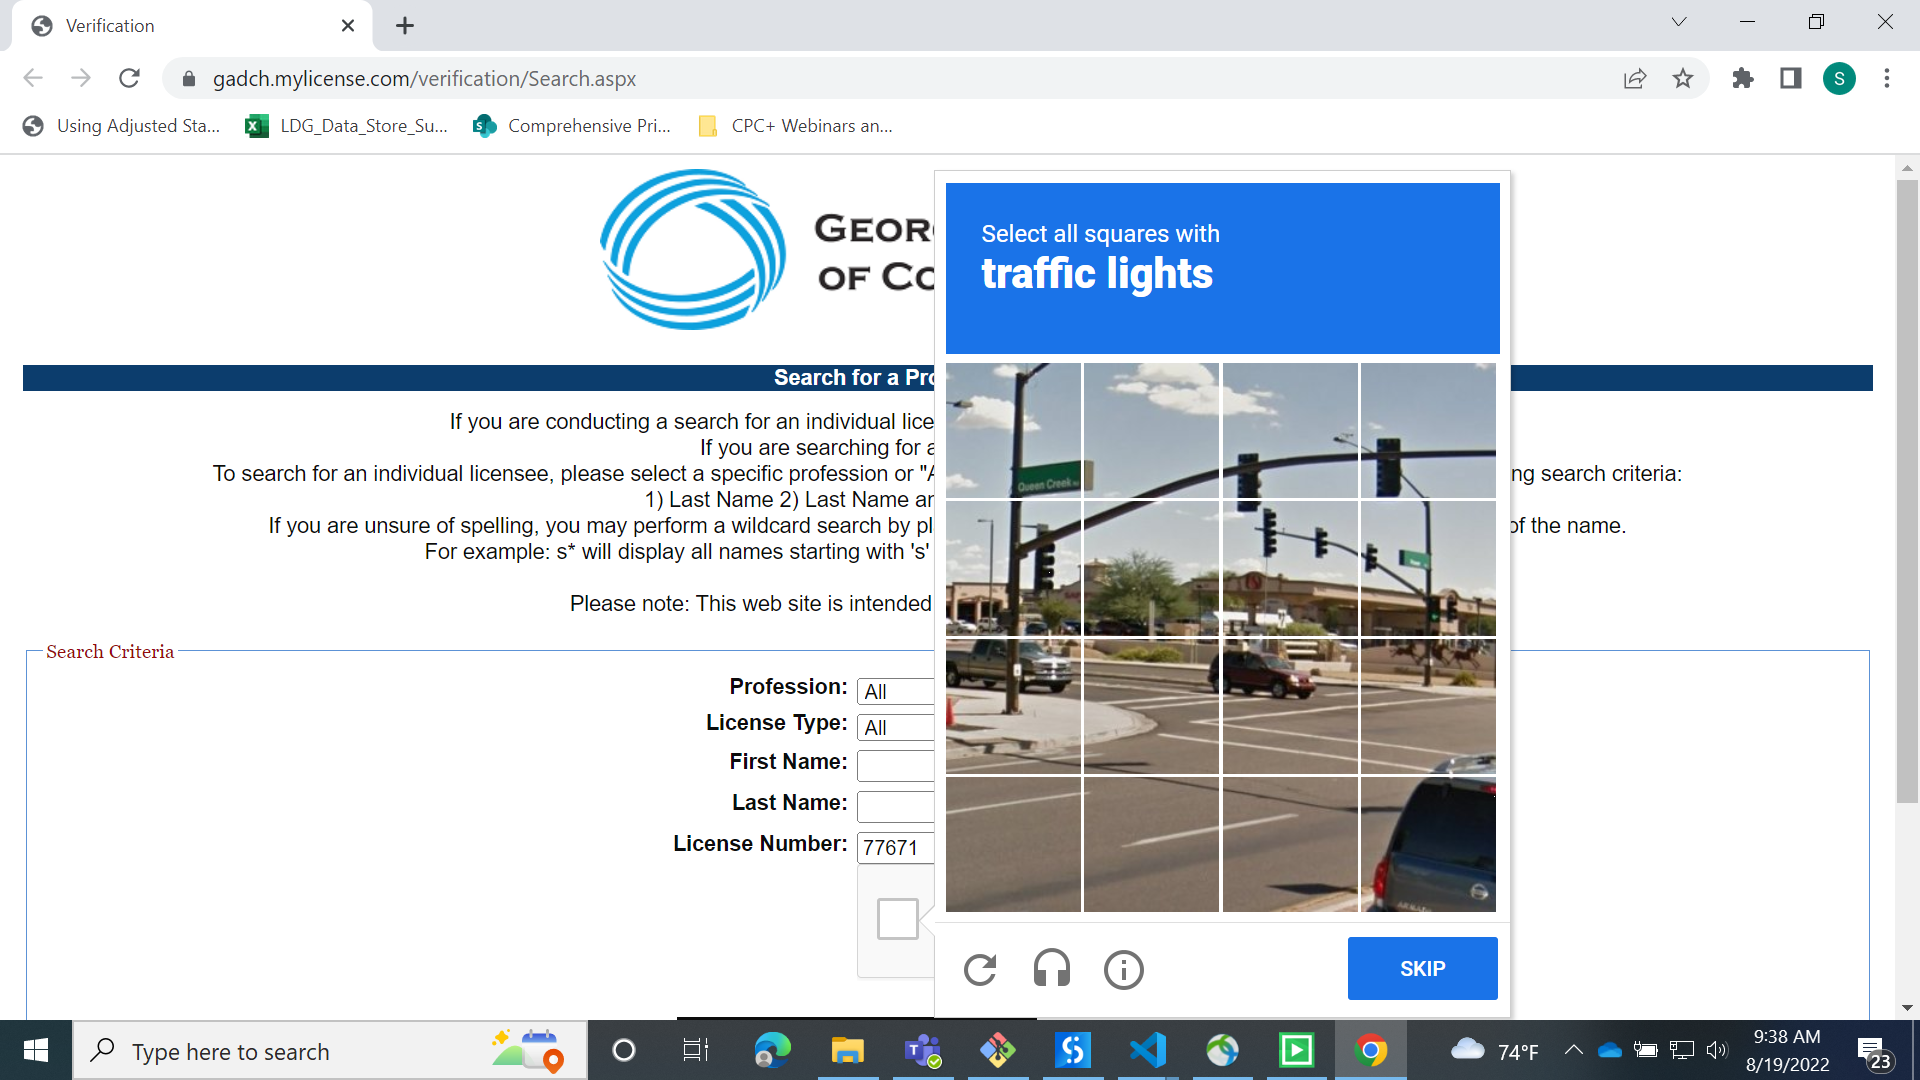 Verification
gadch.mylicense.com/verification/Search.aspx
S
Using Adjusted Sta...
LDG_Data_Store_Su...
Comprehensive Pri...
CPC+ Webinars an...
GEOR
OF CO
Search for a Pro
If you are conducting a search for an individual lice
If you are searching for a
To search for an individual licensee, please select a specific profession or "A
ng search criteria:
1) Last Name 2) Last Name an
If you are unsure of spelling, you may perform a wildcard search by pl
of the name.
For example: s* will display all names starting with 's'
Please note: This web site is intended
Search Criteria
Profession:
All
License Type:
All
First Name:
Last Name:
License Number:
77671
Select all squares with
traffic lights
Queen Creek
SKIP
Type here to search
74°F
9:38 AM
8/19/2022
23